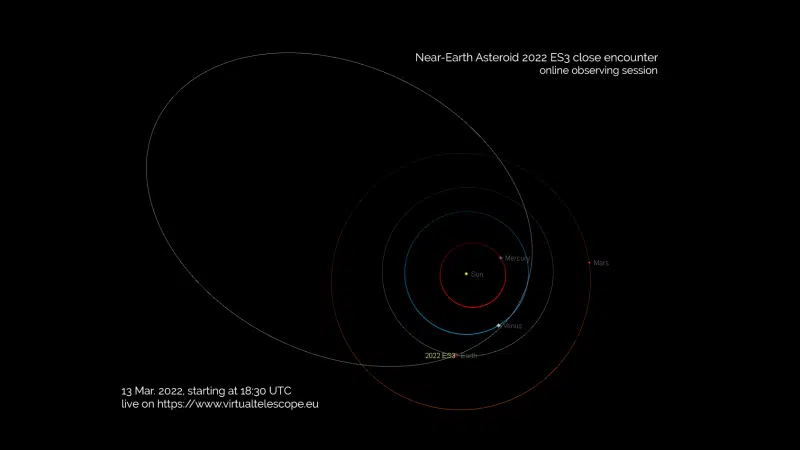 Near-Earth Asteroid 2022 ES3 close encounter
online observing session
Mercury
Mars
Sun
Venus
2022 ES3 Earth
13 Mar. 2022, starting at 18:30 UTC
live on https://www.virtualtelescope.eu